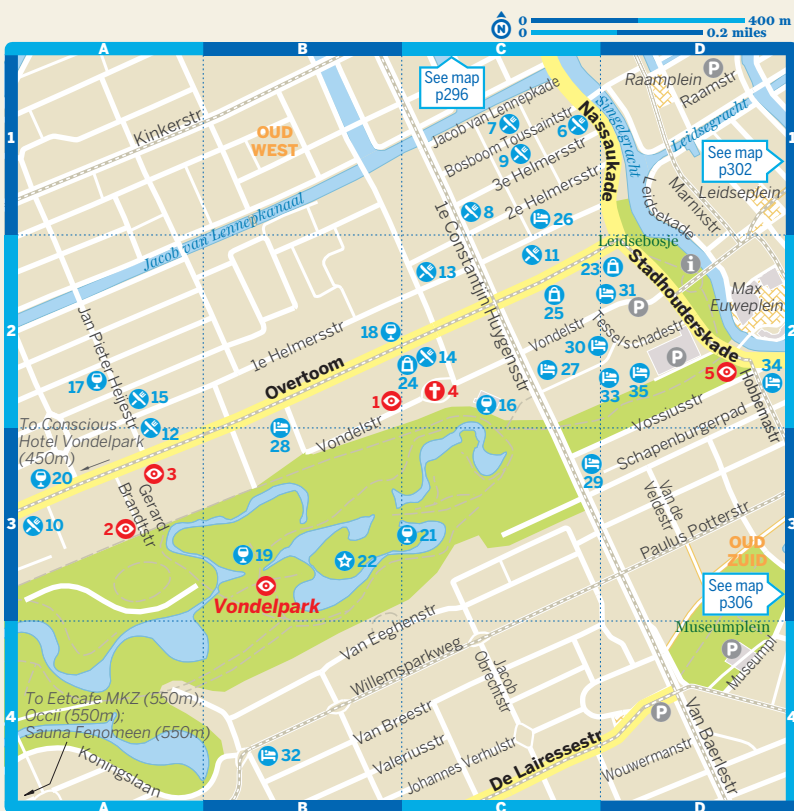 N
0 400 m
0 0.2 miles
A B C D
1
2
3
4
1
2
3
4
A B C D
See map
p296
See map
p302
See map
p306
Kinkerstr
OUD
WEST
Jacob van Lennepkanaal
Jacob van Lennepkade
Bosboom Toussaintstr
3e Helmersstr
2e Helmersstr
1e Constantijn Huygensstr
Nassaukade
Singelgracht
Raamplein
P
Raamstr
Leidsegracht
Marnixstr
Leidseplein
Leidsekade
Leidsebosje
Stadhouderskade
i
Max
Euweplein
P
Tesselschadestr
P
Hobbemastr
Vondelstr
Jan Pieter Heijestr
1e Helmersstr
Overtoom
Vondelstr
To Conscious
Hotel Vondelpark
(450m)
Gerard
Brandtstr
Vossiusstr
Schapenburgerpad
Van de
Veldestr
Paulus Potterstr
OUD
ZUID
Museumplein
P
Museumpl
Vondelpark
Van Eeghenstr
Willemsparkweg
Jacob
Obrechtstr
Van Breestr
Valeriusstr
Johannes Verhulststr
De Lairessestr
Wouwermanstr
P
Van Baerlestr
To Eetcafe MKZ (550m);
Occii (550m);
Sauna Fenomeen (550m)
Koningslaan
7
6
9
8
26
11
13
23
31
25
18
30
14
24
27
5
34
33
35
4
1
16
17
15
12
28
3
20
29
10
2
21
19
22
32